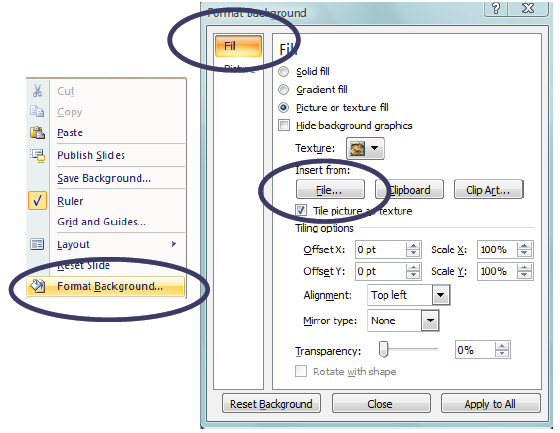 Cut
Copy
Paste
Publish Slides
Save Background...
Ruler
Grid and Guides...
Layout
Reset Slide
Format Background...
Format Background
?
Fill
Picture
Fill
Solid fill
Gradient fill
Picture or texture fill
Hide background graphics
Texture:
Insert from:
File... Clipboard Clip Art...
Tile picture as texture
Tiling options
Offset X: 0 pt Scale X: 100%
Offset Y: 0 pt Scale Y: 100%
Alignment: Top left
Mirror type: None
Transparency: 0%
Rotate with shape
Reset Background Close Apply to All